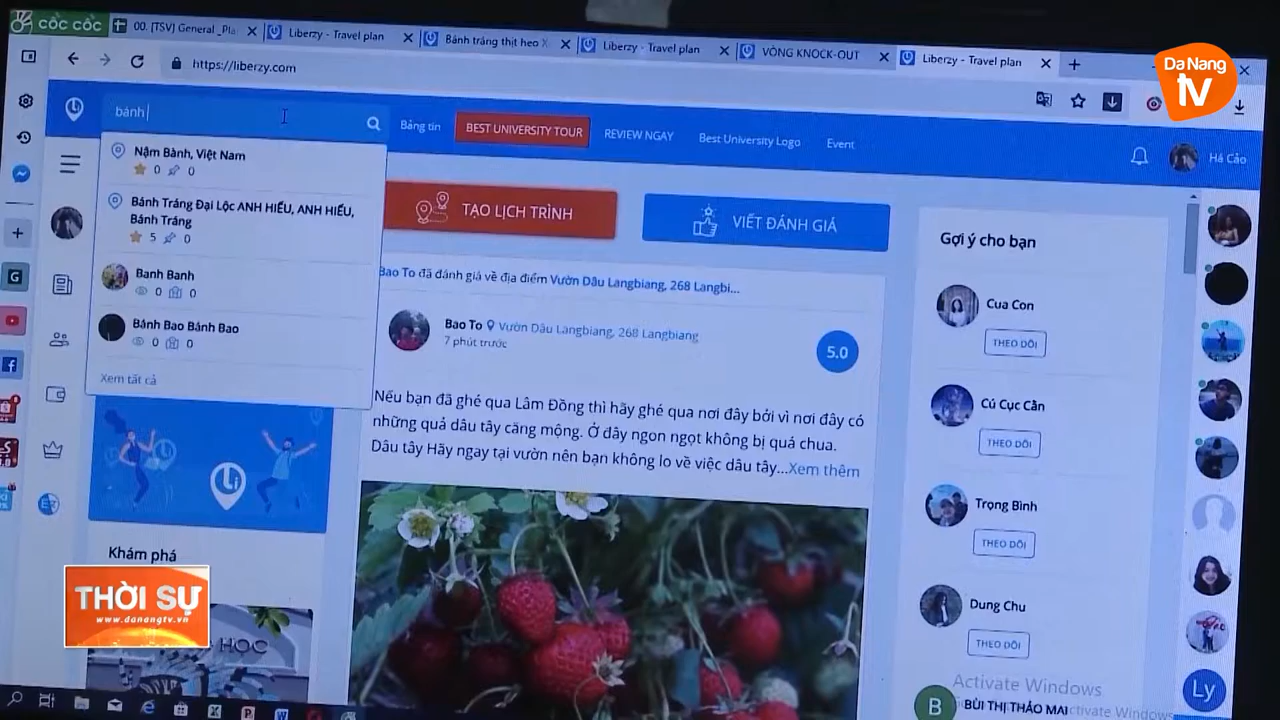 CỐC CỐC
00. [TSV] General _Pla
Liberzy - Travel plan
Bánh tráng thịt heo X
Liberzy - Travel plan
VÒNG KNOCK-OUT
Liberzy - Travel plan
Da Nang
tv
https://liberzy.com
bánh
Bảng tin
BEST UNIVERSITY TOUR
REVIEW NGAY
Best University Logo
Event
Há Cảo
Nậm Bành, Việt Nam
0 0
Bánh Tráng Đại Lộc ANH HIẾU, ANH HIẾU,
Bánh Tráng
5 0
Banh Banh
0 0
Bánh Bao Bánh Bao
0 0
Xem tất cả
TẠO LỊCH TRÌNH
VIẾT ĐÁNH GIÁ
Bao To đã đánh giá về địa điểm Vườn Dâu Langbiang, 268 Langbi...
Bao To Vườn Dâu Langbiang, 268 Langbiang
7 phút trước
5.0
Nếu bạn đã ghé qua Lâm Đồng thì hãy ghé qua nơi đây bởi vì nơi đây có
những quả dâu tây căng mộng. Ở đây ngon ngọt không bị quá chua.
Dâu tây Hãy ngay tại vườn nên bạn không lo về việc dâu tây...Xem thêm
Gợi ý cho bạn
Cua Con
THEO DÕI
Cú Cục Cằn
THEO DÕI
Trọng Bình
THEO DÕI
Dung Chu
THEO DÕI
B
BÙI THỊ THẢO MAI
Ly
Activate Windows
Khám phá
HỌC
THỜI SỰ
www.danangtv.vn